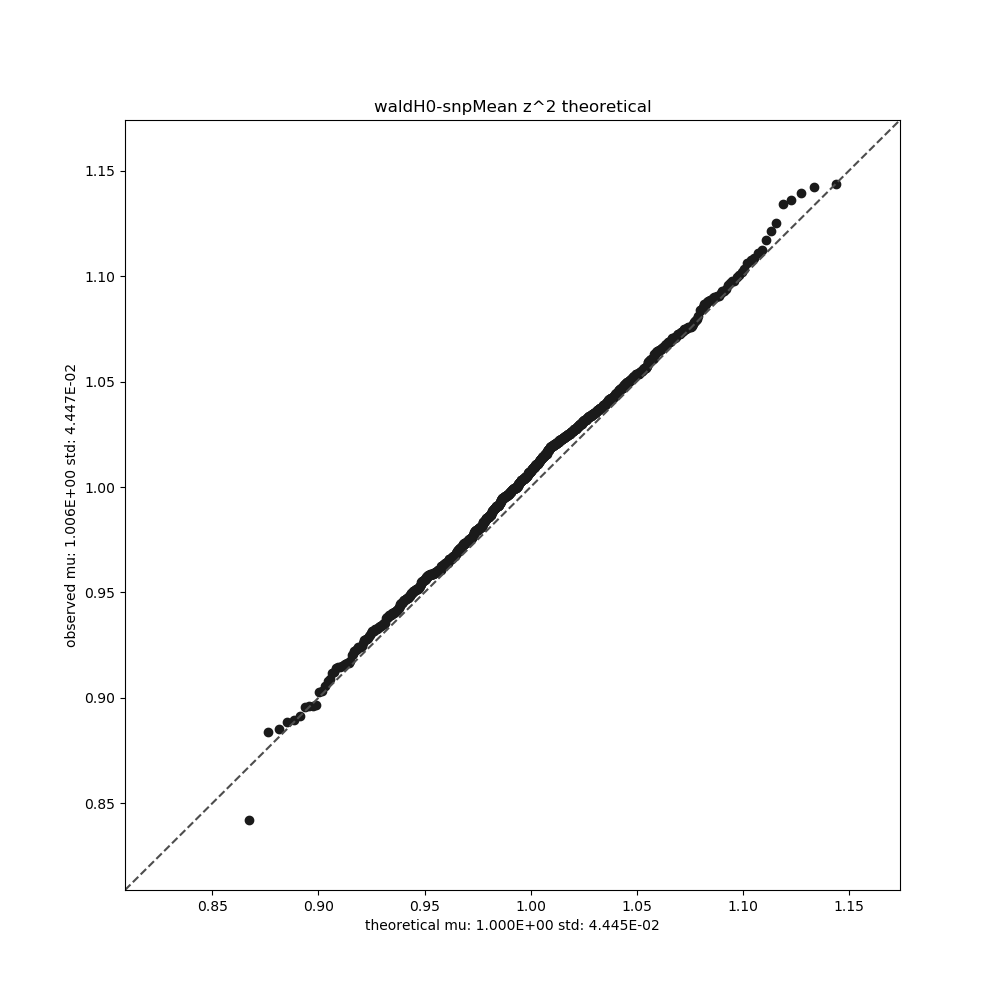 waldH0-snpMean z^2 theoretical
1.15
1.10
1.05
1.00
0.95
0.90
0.85
observed mu: 1.006E+00 std: 4.447E-02
0.85 0.90 0.95 1.00 1.05 1.10 1.15
theoretical mu: 1.000E+00 std: 4.445E-02